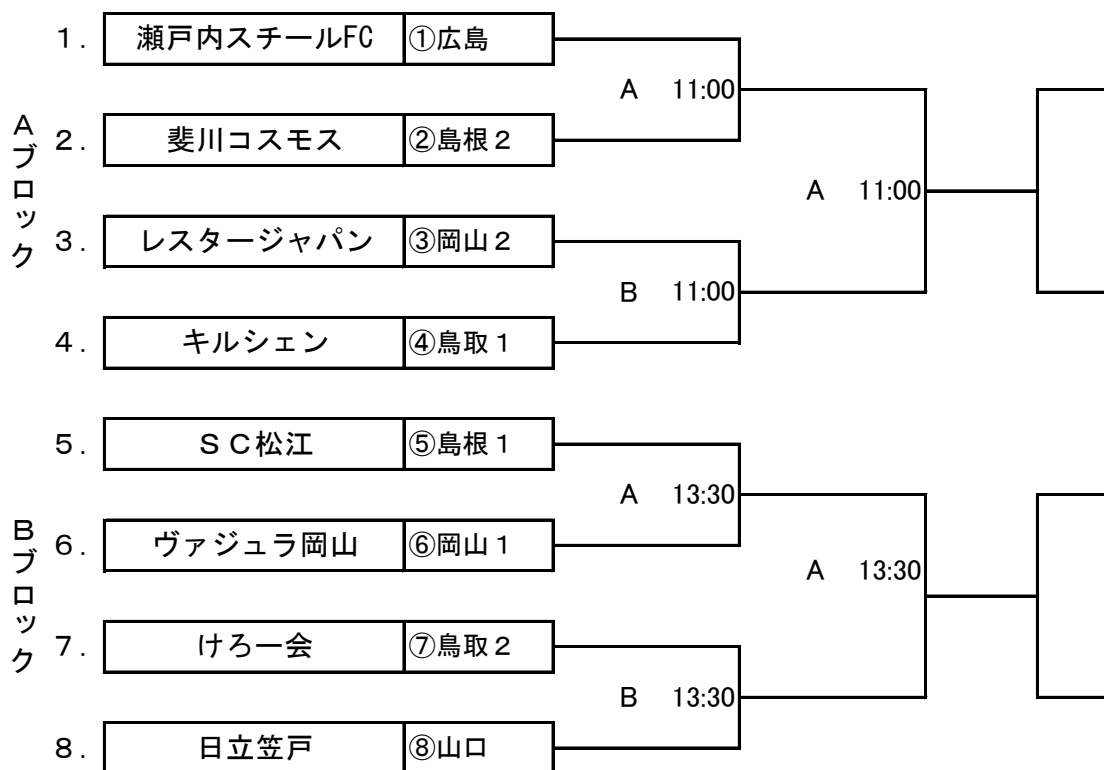 Aブロック
1. 瀬戸内スチールFC ①広島
A 11:00
2. 斐川コスモス ②島根2
A 11:00
3. レスタージャパン ③岡山2
B 11:00
4. キルシェン ④鳥取1
Bブロック
5. SC松江 ⑤島根1
A 13:30
6. ヴァジュラ岡山 ⑥岡山1
A 13:30
7. けろー会 ⑦鳥取2
B 13:30
8. 日立笠戸 ⑧山口